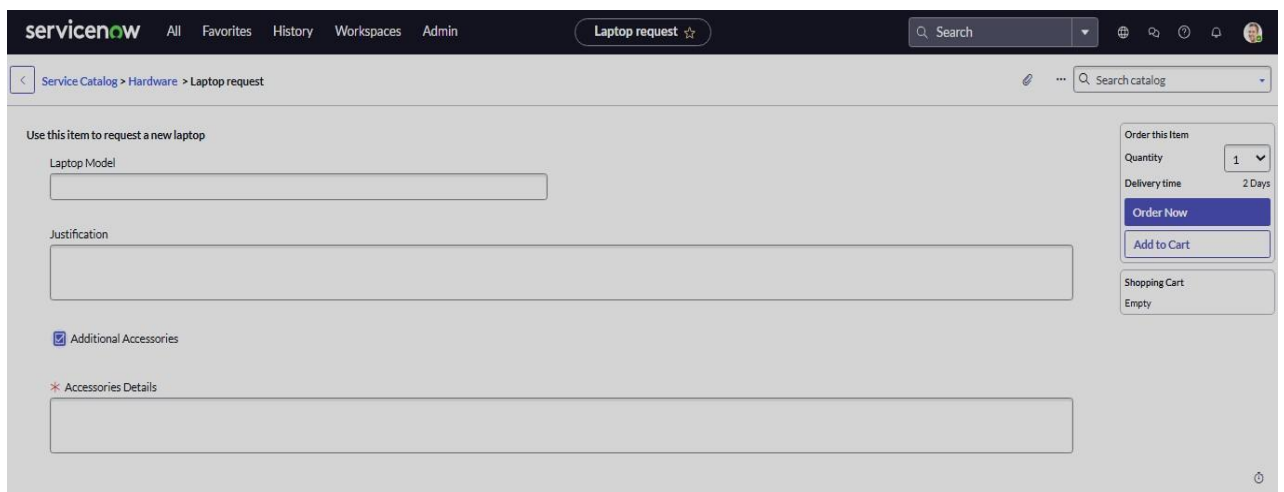 servicenow All Favorites History Workspaces Admin Laptop request Search
Service Catalog > Hardware > Laptop request ... Search catalog
Use this item to request a new laptop
Laptop Model
Justification
Additional Accessories
* Accessories Details
Order this Item
Quantity 1
Delivery time 2 Days
Order Now
Add to Cart
Shopping Cart
Empty